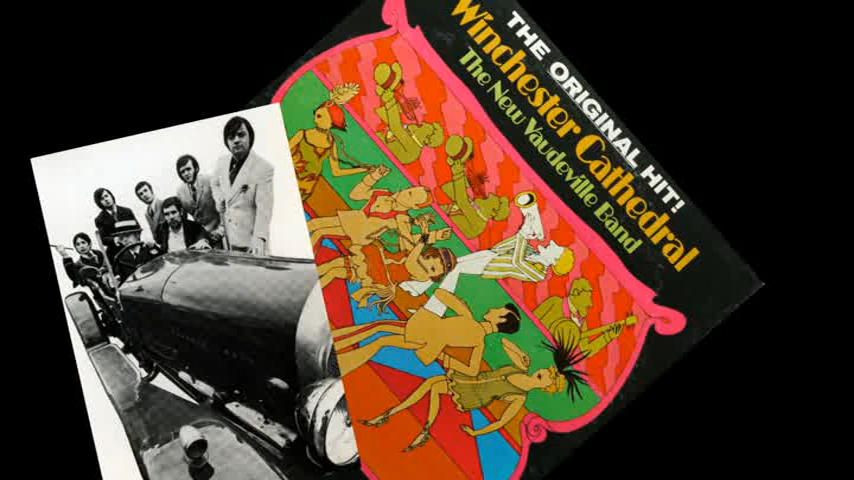 THE ORIGINAL HIT!
Winchester Cathedral
The New Vaudeville Band